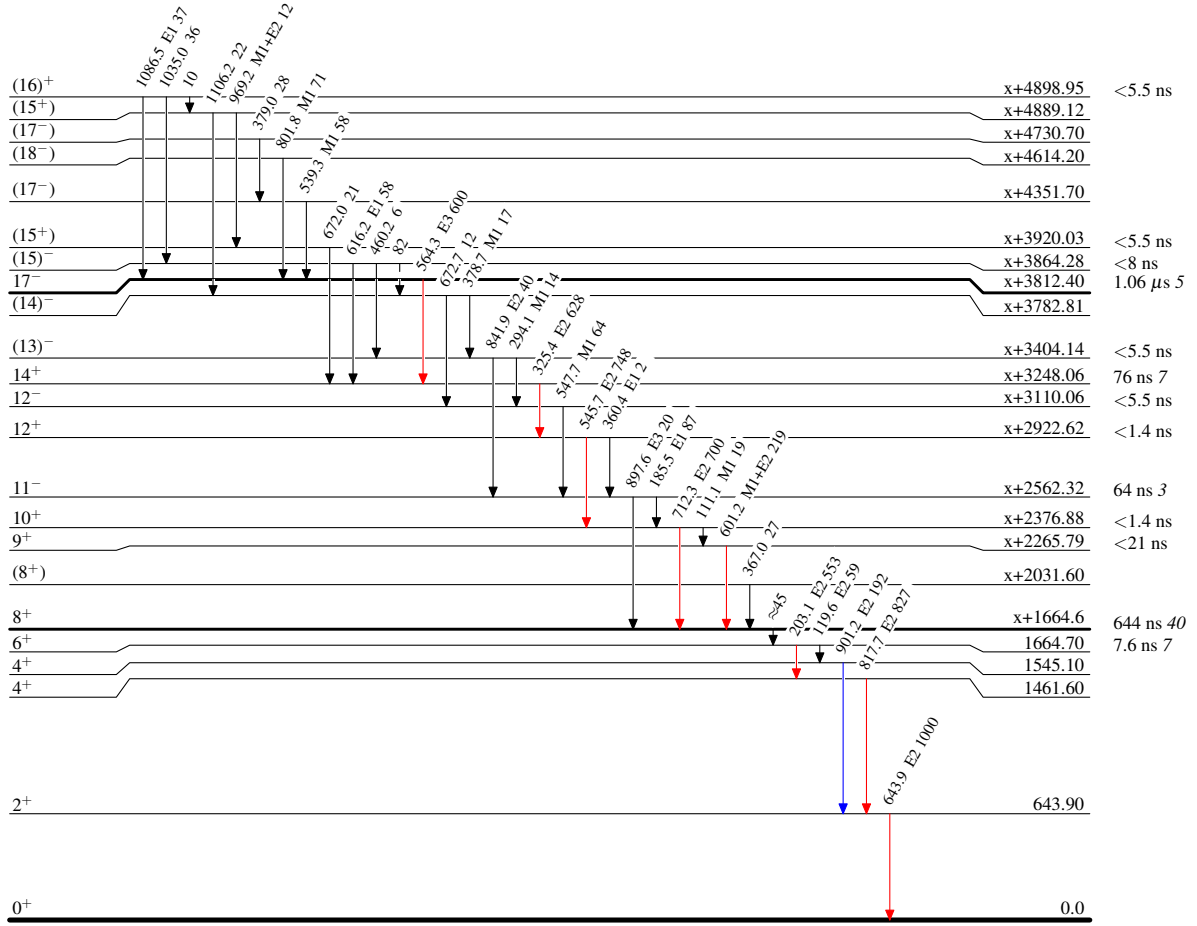 1086.5 E1 37
1035.0 36
10
1106.2 22
969.2 M1+E2 12
379.0 28
801.8 M1 71
539.3 M1 58
672.0 21
616.2 E1 58
460.2 6
82
564.3 E3 600
672.7 12
378.7 M1 17
841.9 E2 40
294.1 M1 14
325.4 E2 628
547.7 M1 64
545.7 E2 748
360.4 E1 2
897.6 E3 20
185.5 E1 87
712.3 E2 700
111.1 M1 19
601.2 M1+E2 219
367.0 27
≈45
203.1 E2 553
119.6 E2 59
901.2 E2 192
817.7 E2 827
643.9 E2 1000
(16)⁺ x+4898.95 <5.5 ns
(15⁺) x+4889.12
(17⁻) x+4730.70
(18⁻) x+4614.20
(17⁻) x+4351.70
(15⁺) x+3920.03 <5.5 ns
(15)⁻ x+3864.28 <8 ns
17⁻ x+3812.40 1.06 μs 5
(14)⁻ x+3782.81
(13)⁻ x+3404.14 <5.5 ns
14⁺ x+3248.06 76 ns 7
12⁻ x+3110.06 <5.5 ns
12⁺ x+2922.62 <1.4 ns
11⁻ x+2562.32 64 ns 3
10⁺ x+2376.88 <1.4 ns
9⁺ x+2265.79 <21 ns
(8⁺) x+2031.60
8⁺ x+1664.6 644 ns 40
6⁺ 1664.70 7.6 ns 7
4⁺ 1545.10
4⁺ 1461.60
2⁺ 643.90
0⁺ 0.0